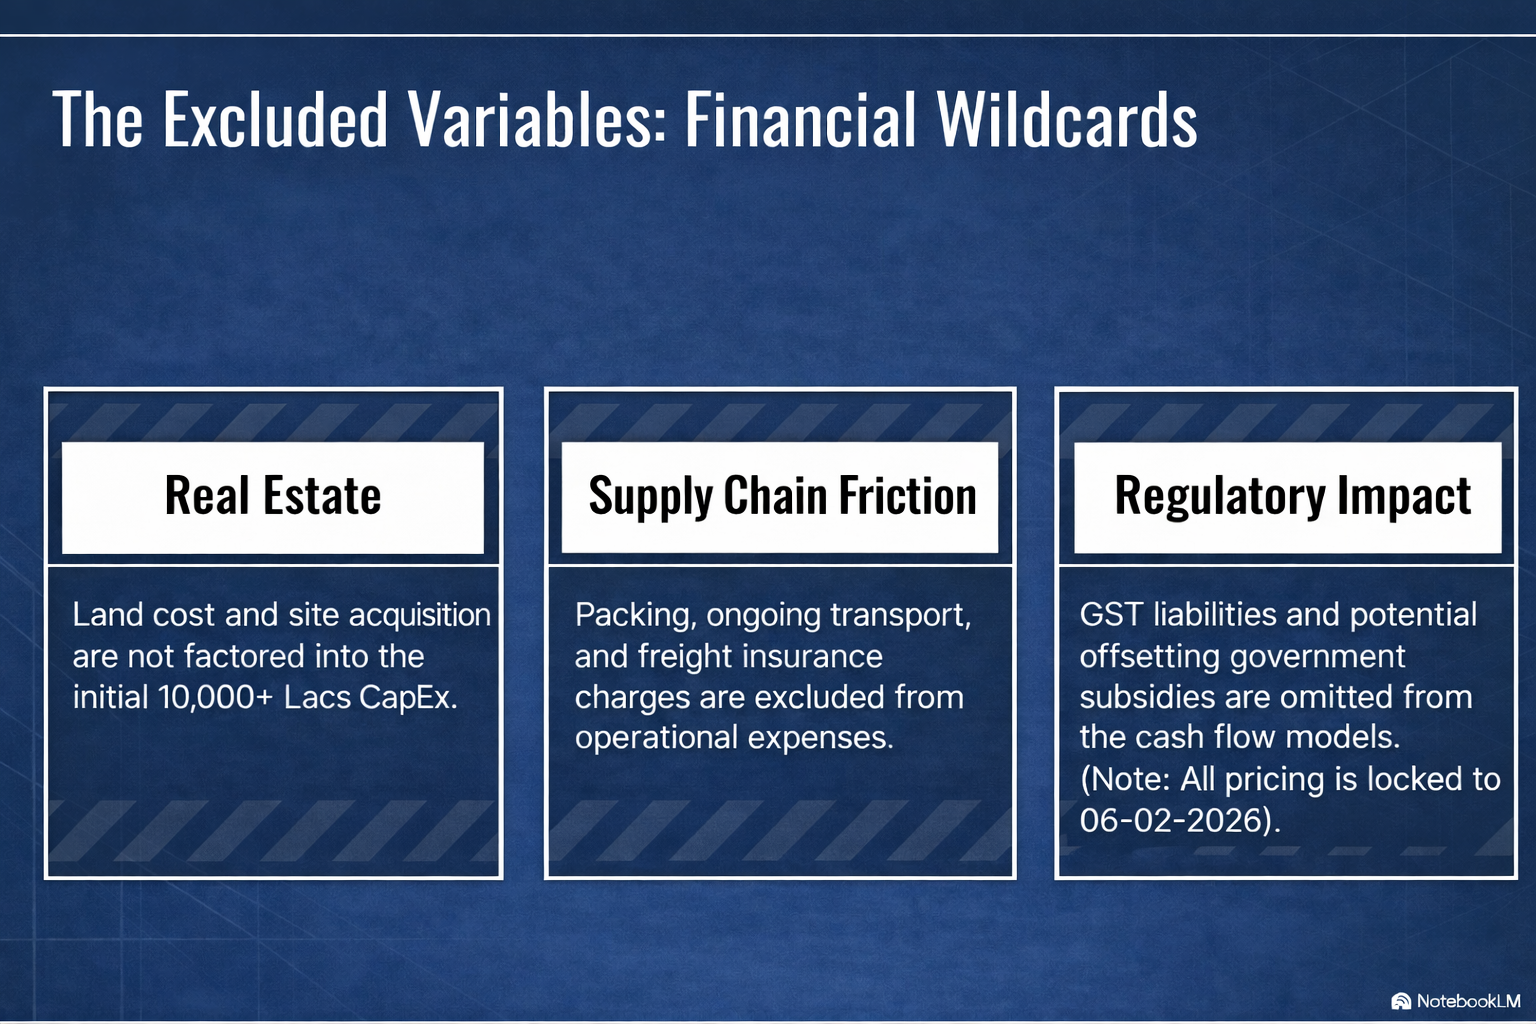 The Excluded Variables: Financial Wildcards
Real Estate
Land cost and site acquisition
are not factored into the
initial 10,000+ Lacs CapEx.
Supply Chain Friction
Packing, ongoing transport,
and freight insurance
charges are excluded from
operational expenses.
Regulatory Impact
GST liabilities and potential
offsetting government
subsidies are omitted from
the cash flow models.
(Note: All pricing is locked to
06-02-2026).
NotebookLM